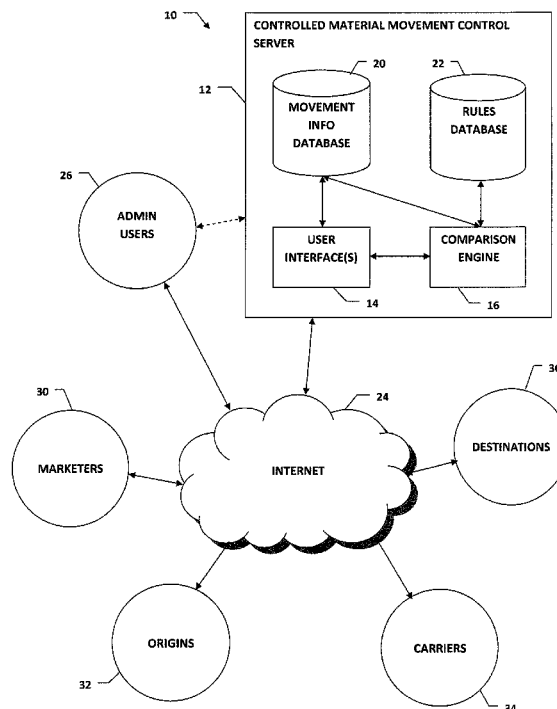 10
CONTROLLED MATERIAL MOVEMENT CONTROL
SERVER
20
22
12
MOVEMENT
INFO
DATABASE
RULES
DATABASE
26
ADMIN
USERS
USER
INTERFACE(S)
COMPARISON
ENGINE
14
16
30
24
36
MARKETERS
INTERNET
DESTINATIONS
ORIGINS
CARRIERS
32
34